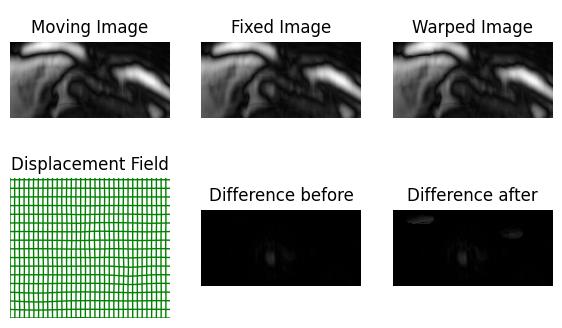 Moving Image
Fixed Image
Warped Image
Displacement Field
Difference before
Difference after